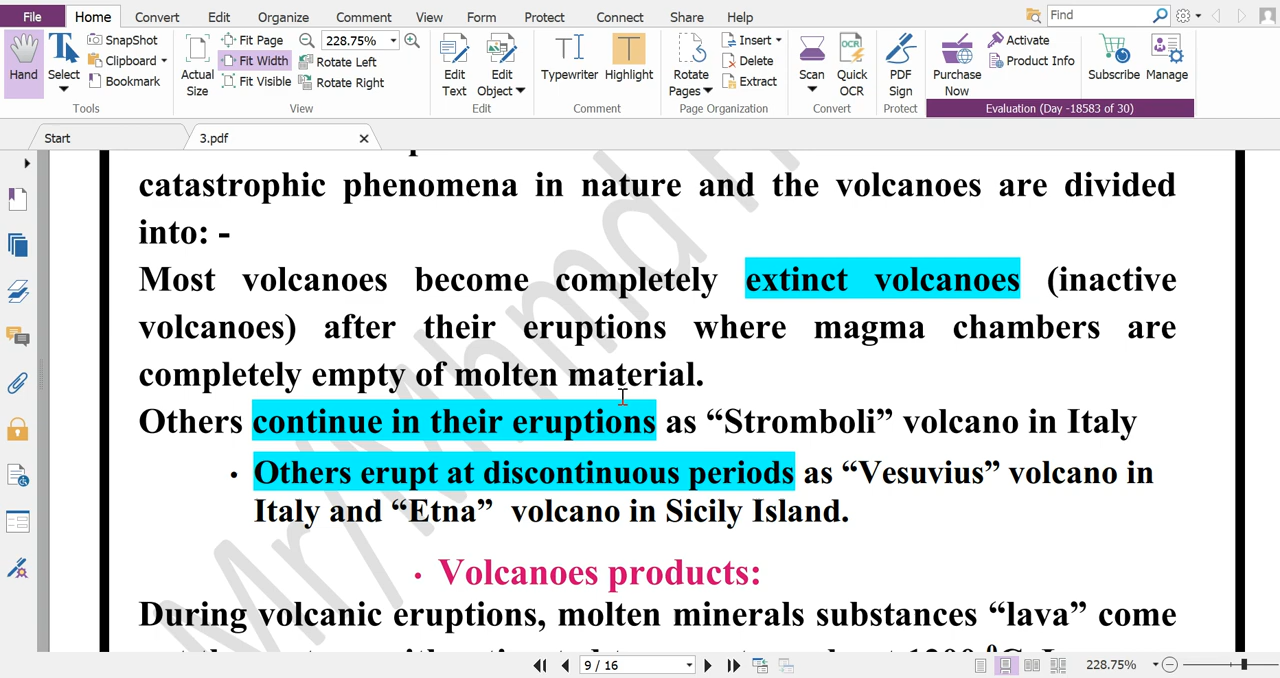 File Home Convert Edit Organize Comment View Form Protect Connect Share Help Find
Hand
Select
SnapShot
Clipboard
Bookmark
Tools
Actual Size
Fit Page
Fit Width
Fit Visible
228.75%
Rotate Left
Rotate Right
View
Edit Text
Edit Object
Edit
Typewriter
Highlight
Comment
Rotate Pages
Insert
Delete
Extract
Page Organization
Scan
Quick OCR
Convert
PDF Sign
Protect
Purchase Now
Activate
Product Info
Subscribe
Manage
Evaluation (Day -18583 of 30)
Start 3.pdf
catastrophic phenomena in nature and the volcanoes are divided
into: -
Most volcanoes become completely extinct volcanoes (inactive
volcanoes) after their eruptions where magma chambers are
completely empty of molten material.
Others continue in their eruptions as “Stromboli” volcano in Italy
• Others erupt at discontinuous periods as “Vesuvius” volcano in
Italy and “Etna” volcano in Sicily Island.
• Volcanoes products:
During volcanic eruptions, molten minerals substances “lava” come
Mr/Ahmd
9 / 16
228.75%